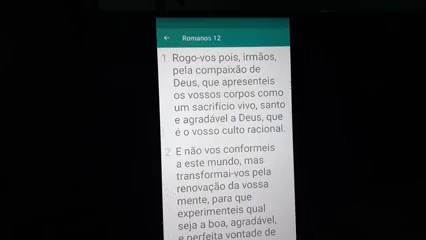 ← Romanos 12
1 Rogo-vos pois, irmãos,
pela compaixão de
Deus, que apresenteis
os vossos corpos como
um sacrifício vivo, santo
e agradável a Deus, que
é o vosso culto racional.
2 E não vos conformeis
a este mundo, mas
transformai-vos pela
renovação da vossa
mente, para que
experimenteis qual
seja a boa, agradável,
e perfeita vontade de